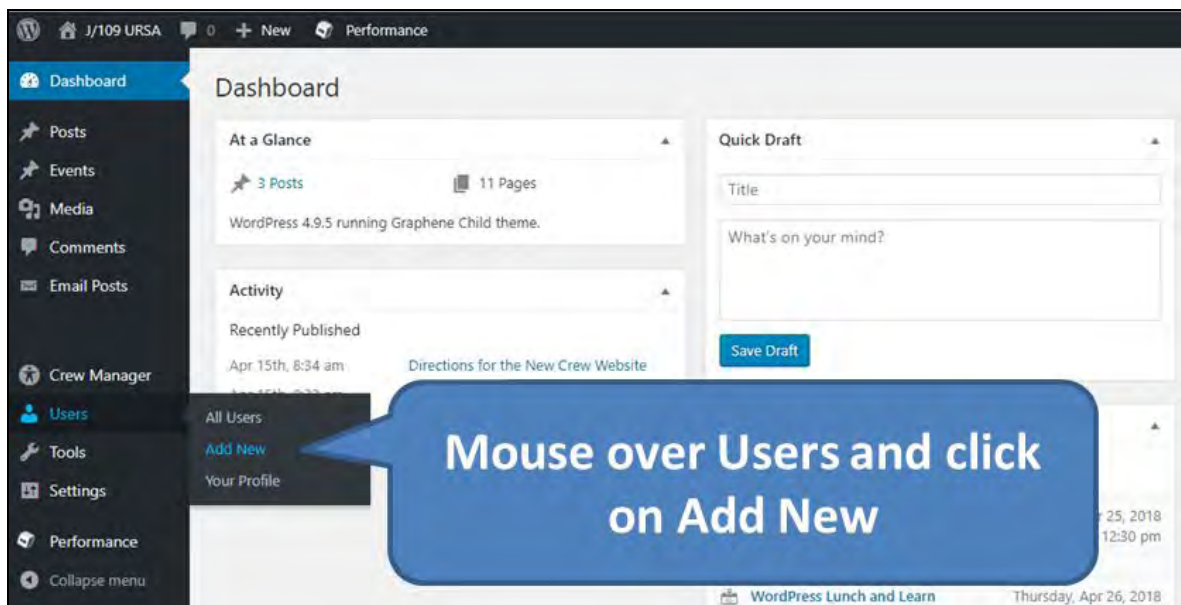 J/109 URSA 0 + New Performance
Dashboard
Posts
Events
Media
Comments
Email Posts
Crew Manager
Users
Tools
Settings
Performance
Collapse menu
All Users
Add New
Your Profile
Dashboard
At a Glance
3 Posts 11 Pages
WordPress 4.9.5 running Graphene Child theme.
Activity
Recently Published
Apr 15th, 8:34 am Directions for the New Crew Website
Quick Draft
Title
What's on your mind?
Save Draft
Mouse over Users and click
on Add New
25, 2018
12:30 pm
WordPress Lunch and Learn Thursday, Apr 26, 2018